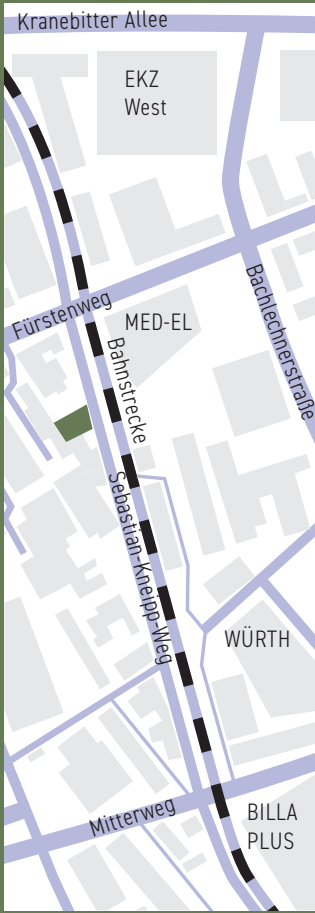 Kranebitter Allee
EKZ
West
Fürstenweg
MED-EL
Bachlechnerstraße
Bahnstrecke
Sebastian-Kneipp-Weg
WÜRTH
Mitterweg
BILLA
PLUS